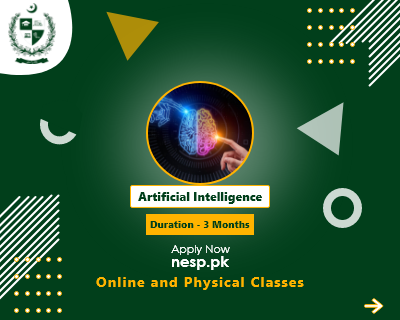 Artificial Intelligence
Duration - 3 Months
Apply Now
nesp.pk
Online and Physical Classes